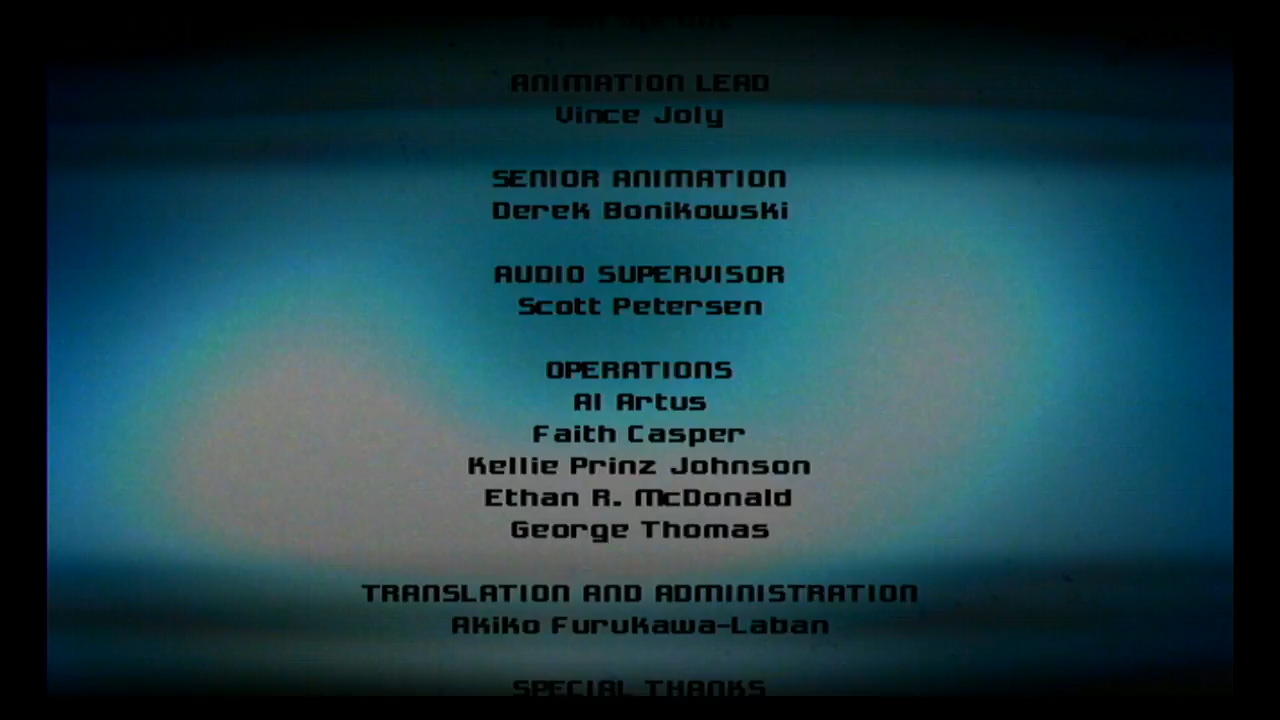 ANIMATION LEAD
Vince Joly
SENIOR ANIMATION
Derek Bonikowski
AUDIO SUPERVISOR
Scott Petersen
OPERATIONS
Al Artus
Faith Casper
Kellie Prinz Johnson
Ethan R. McDonald
George Thomas
TRANSLATION AND ADMINISTRATION
Akiko Furukawa-Laban
SPECIAL THANKS